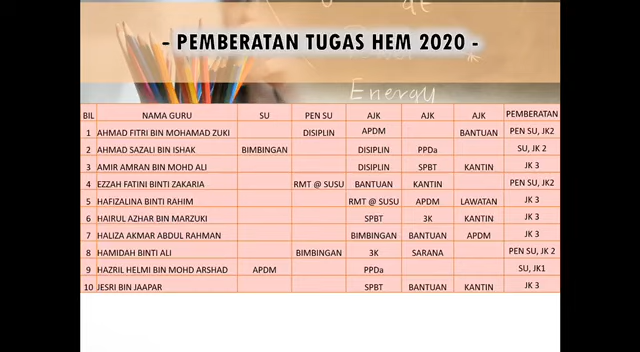 Energy
- PEMBERATAN TUGAS HEM 2020 -
BIL NAMA GURU SU PEN SU AJK AJK AJK PEMBERATAN
1 AHMAD FITRI BIN MOHAMAD ZUKI DISIPLIN APDM BANTUAN PEN SU, JK2
2 AHMAD SAZALI BIN ISHAK BIMBINGAN DISIPLIN PPDa SU, JK 2
3 AMIR AMRAN BIN MOHD ALI DISIPLIN SPBT KANTIN JK 3
4 EZZAH FATINI BINTI ZAKARIA RMT @ SUSU BANTUAN KANTIN PEN SU, JK2
5 HAFIZALINA BINTI RAHIM RMT @ SUSU APDM LAWATAN JK 3
6 HAIRUL AZHAR BIN MARZUKI SPBT 3K KANTIN JK 3
7 HALIZA AKMAR ABDUL RAHMAN BIMBINGAN BANTUAN APDM JK 3
8 HAMIDAH BINTI ALI BIMBINGAN 3K SARANA PEN SU, JK 2
9 HAZRIL HELMI BIN MOHD ARSHAD APDM PPDa SU, JK1
10 JESRI BIN JAAPAR SPBT BANTUAN KANTIN JK 3